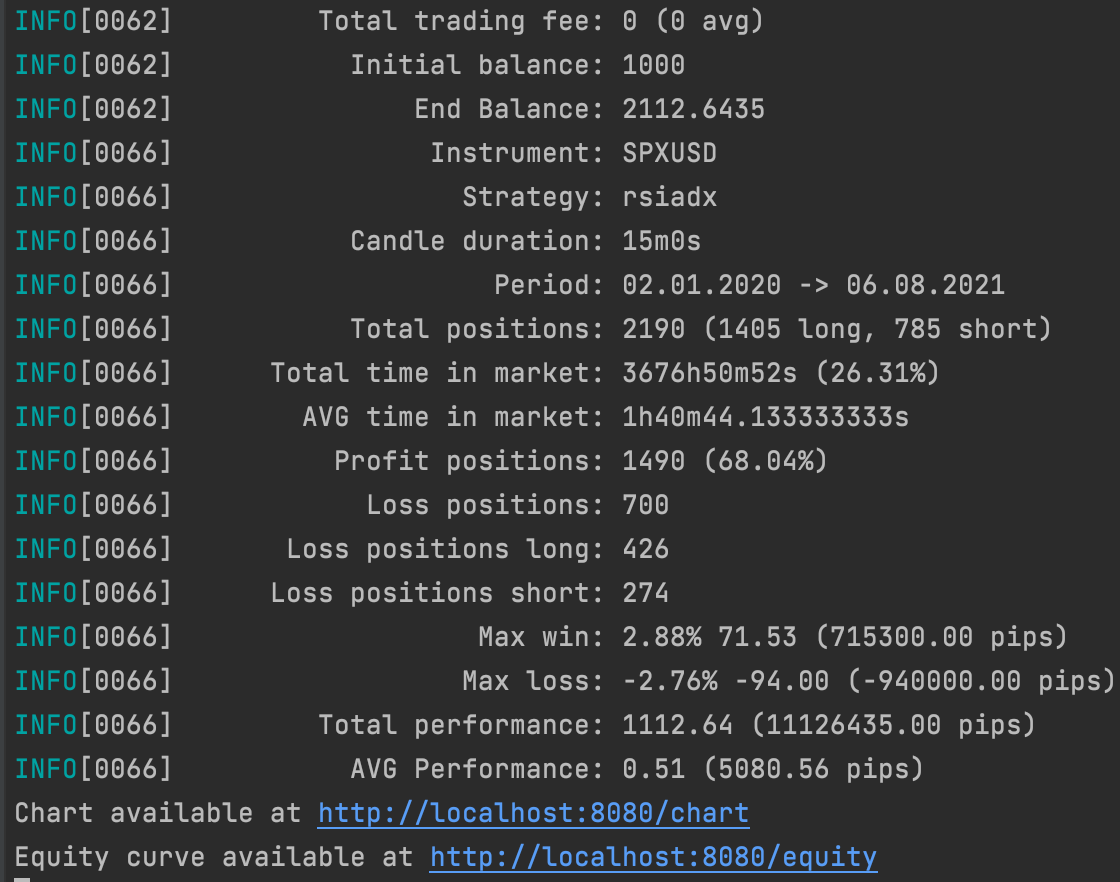 INFO[0062] Total trading fee: 0 (0 avg)
INFO[0062] Initial balance: 1000
INFO[0062] End Balance: 2112.6435
INFO[0066] Instrument: SPXUSD
INFO[0066] Strategy: rsiadx
INFO[0066] Candle duration: 15m0s
INFO[0066] Period: 02.01.2020 -> 06.08.2021
INFO[0066] Total positions: 2190 (1405 long, 785 short)
INFO[0066] Total time in market: 3676h50m52s (26.31%)
INFO[0066] AVG time in market: 1h40m44.133333333s
INFO[0066] Profit positions: 1490 (68.04%)
INFO[0066] Loss positions: 700
INFO[0066] Loss positions long: 426
INFO[0066] Loss positions short: 274
INFO[0066] Max win: 2.88% 71.53 (715300.00 pips)
INFO[0066] Max loss: -2.76% -94.00 (-940000.00 pips)
INFO[0066] Total performance: 1112.64 (11126435.00 pips)
INFO[0066] AVG Performance: 0.51 (5080.56 pips)
Chart available at http://localhost:8080/chart
Equity curve available at http://localhost:8080/equity